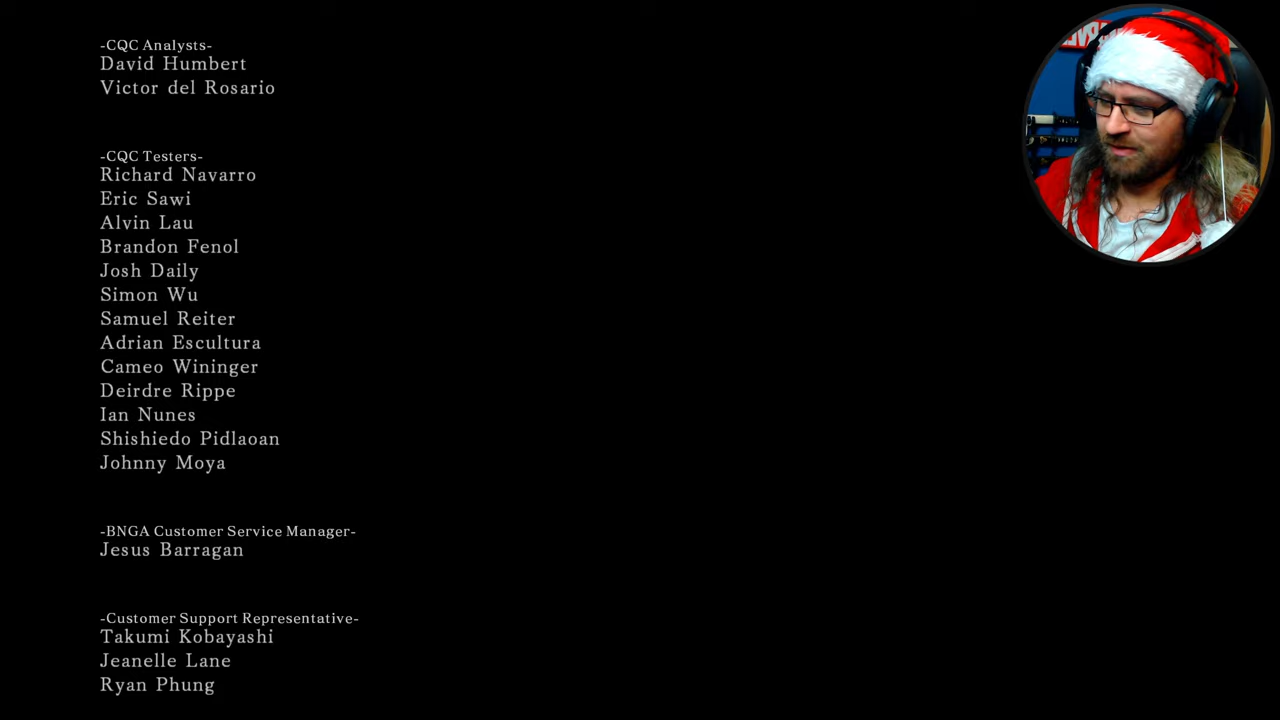 -CQC Analysts-
David Humbert
Victor del Rosario
-CQC Testers-
Richard Navarro
Eric Sawi
Alvin Lau
Brandon Fenol
Josh Daily
Simon Wu
Samuel Reiter
Adrian Escultura
Cameo Wininger
Deirdre Rippe
Ian Nunes
Shishiedo Pidlaoan
Johnny Moya
-BNGA Customer Service Manager-
Jesus Barragan
-Customer Support Representative-
Takumi Kobayashi
Jeanelle Lane
Ryan Phung